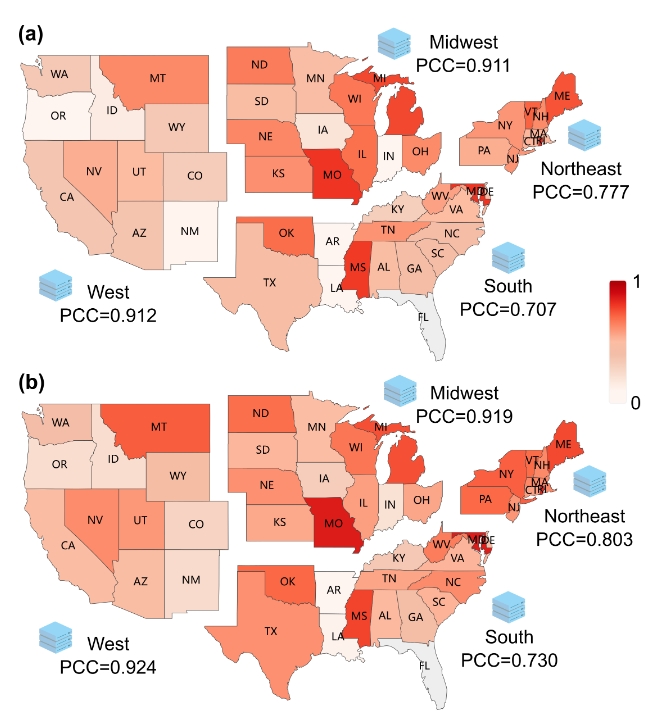 (a)
Midwest
PCC=0.911
WA
MT
ND
MN
MI
OR
ID
SD
WI
ME
WY
NE
IA
VT
NH
NY
MA
NV
UT
CO
KS
MO
IL
IN
OH
PA
CT
RI
NJ
Northeast
PCC=0.777
CA
AZ
NM
OK
AR
KY
WV
MD
DE
VA
TN
NC
SC
TX
LA
MS
AL
GA
FL
West
PCC=0.912
South
PCC=0.707
1
0
(b)
Midwest
PCC=0.919
WA
MT
ND
MN
MI
OR
ID
SD
WI
ME
WY
NE
IA
VT
NH
NY
MA
NV
UT
CO
KS
MO
IL
IN
OH
PA
CT
RI
NJ
Northeast
PCC=0.803
CA
AZ
NM
OK
AR
KY
WV
MD
DE
VA
TN
NC
SC
TX
LA
MS
AL
GA
FL
West
PCC=0.924
South
PCC=0.730